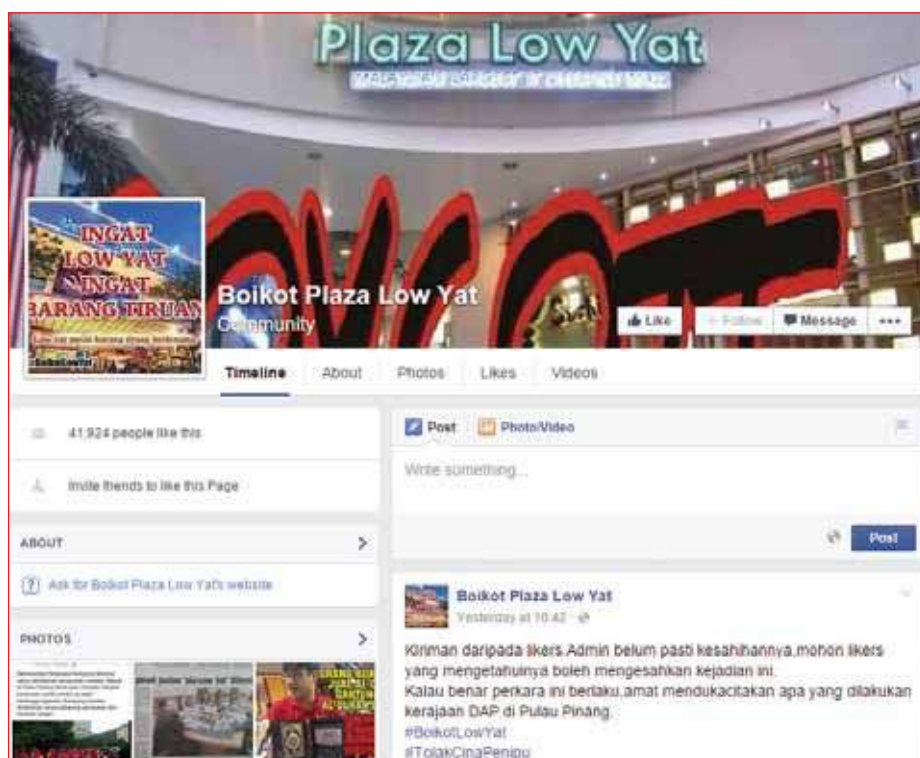 Plaza Low Yat
BOYKOTT
INGAT
LOW YAT
INGAT
BARANG TIRUAN
#BoikotLowYat
Boikot Plaza Low Yat
Community
Like
Follow
Message
Timeline
About
Photos
Likes
Videos
41,924 people like this
Invite friends to like this Page
ABOUT
Ask for Boikot Plaza Low Yat's website
PHOTOS
Post
Photo/Video
Write something...
Post
Boikot Plaza Low Yat
Yesterday at 10:42
Kiriman daripada likers.Admin belum pasti kesahihannya,mohon likers
yang mengetahuinya boleh mengesahkan kejadian ini.
Kalau benar perkara ini berlaku,amat mendukacitakan apa yang dilakukan
kerajaan DAP di Pulau Pinang.
#BoikotLowYat
#TolakCinaPenipu